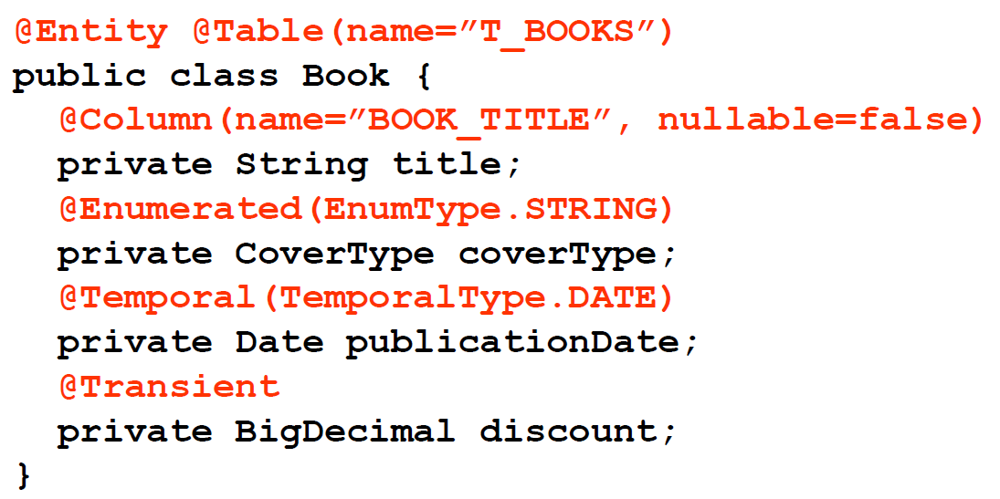 @Entity @Table(name=”T_BOOKS”)
public class Book {
@Column(name=”BOOK_TITLE”, nullable=false)
private String title;
@Enumerated(EnumType.STRING)
private CoverType coverType;
@Temporal(TemporalType.DATE)
private Date publicationDate;
@Transient
private BigDecimal discount;
}